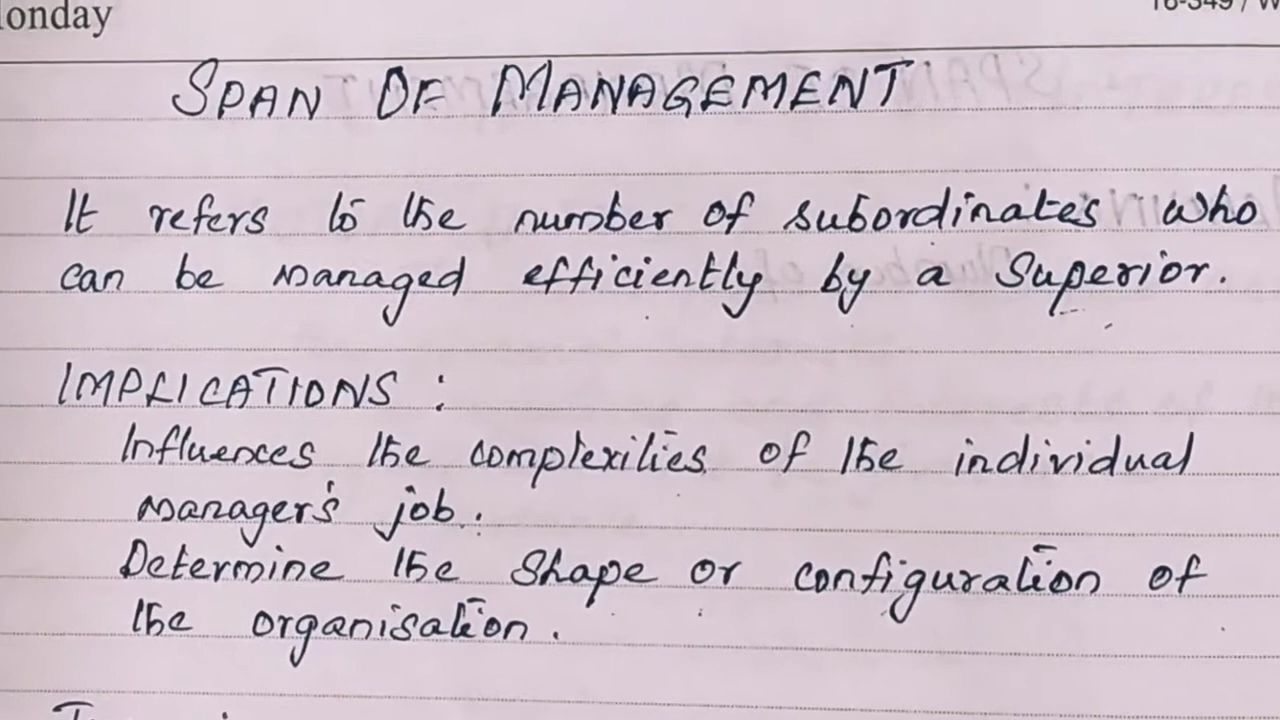 onday
SPAN OF MANAGEMENT
It refers to the number of subordinates who
can be managed efficiently by a Superior.
IMPLICATIONS :
Influences the complexities of the individual
manager's job.
Determine the Shape or configuration of
the organisation.